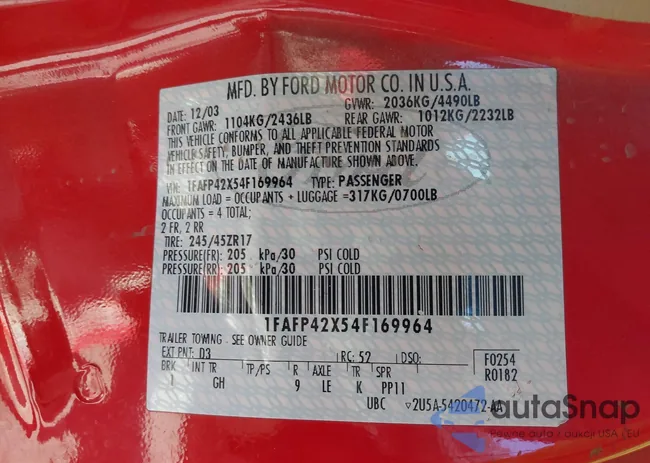 MFD. BY FORD MOTOR CO. IN U.S.A.
DATE: 12/03 GVWR: 2036KG/4490LB
FRONT GAWR: 1104KG/2436LB REAR GAWR: 1012KG/2232LB
THIS VEHICLE CONFORMS TO ALL APPLICABLE FEDERAL MOTOR
VEHICLE SAFETY, BUMPER, AND THEFT PREVENTION STANDARDS
IN EFFECT ON THE DATE OF MANUFACTURE SHOWN ABOVE.
VIN: 1FAFP42X54F169964 TYPE: PASSENGER
MAXIMUM LOAD = OCCUPANTS + LUGGAGE = 317KG/0700LB
OCCUPANTS = 4 TOTAL;
2 FR, 2 RR
TIRE: 245/45ZR17
PRESSURE(FR) 205 kPa/30 PSI COLD
PRESSURE(RR) 205 kPa/30 PSI COLD
1FAFP42X54F169964
TRAILER TOWING - SEE OWNER GUIDE
EXT PNT: D3 RC: 52 DSO: F0254
R0182
BRK INT TR TP/PS R AXLE TR SPR
1 GH 9 LE K PP11
UBC 2U5A-5420472-AA
autaSnap
Pewne auta z aukcji USA i EU